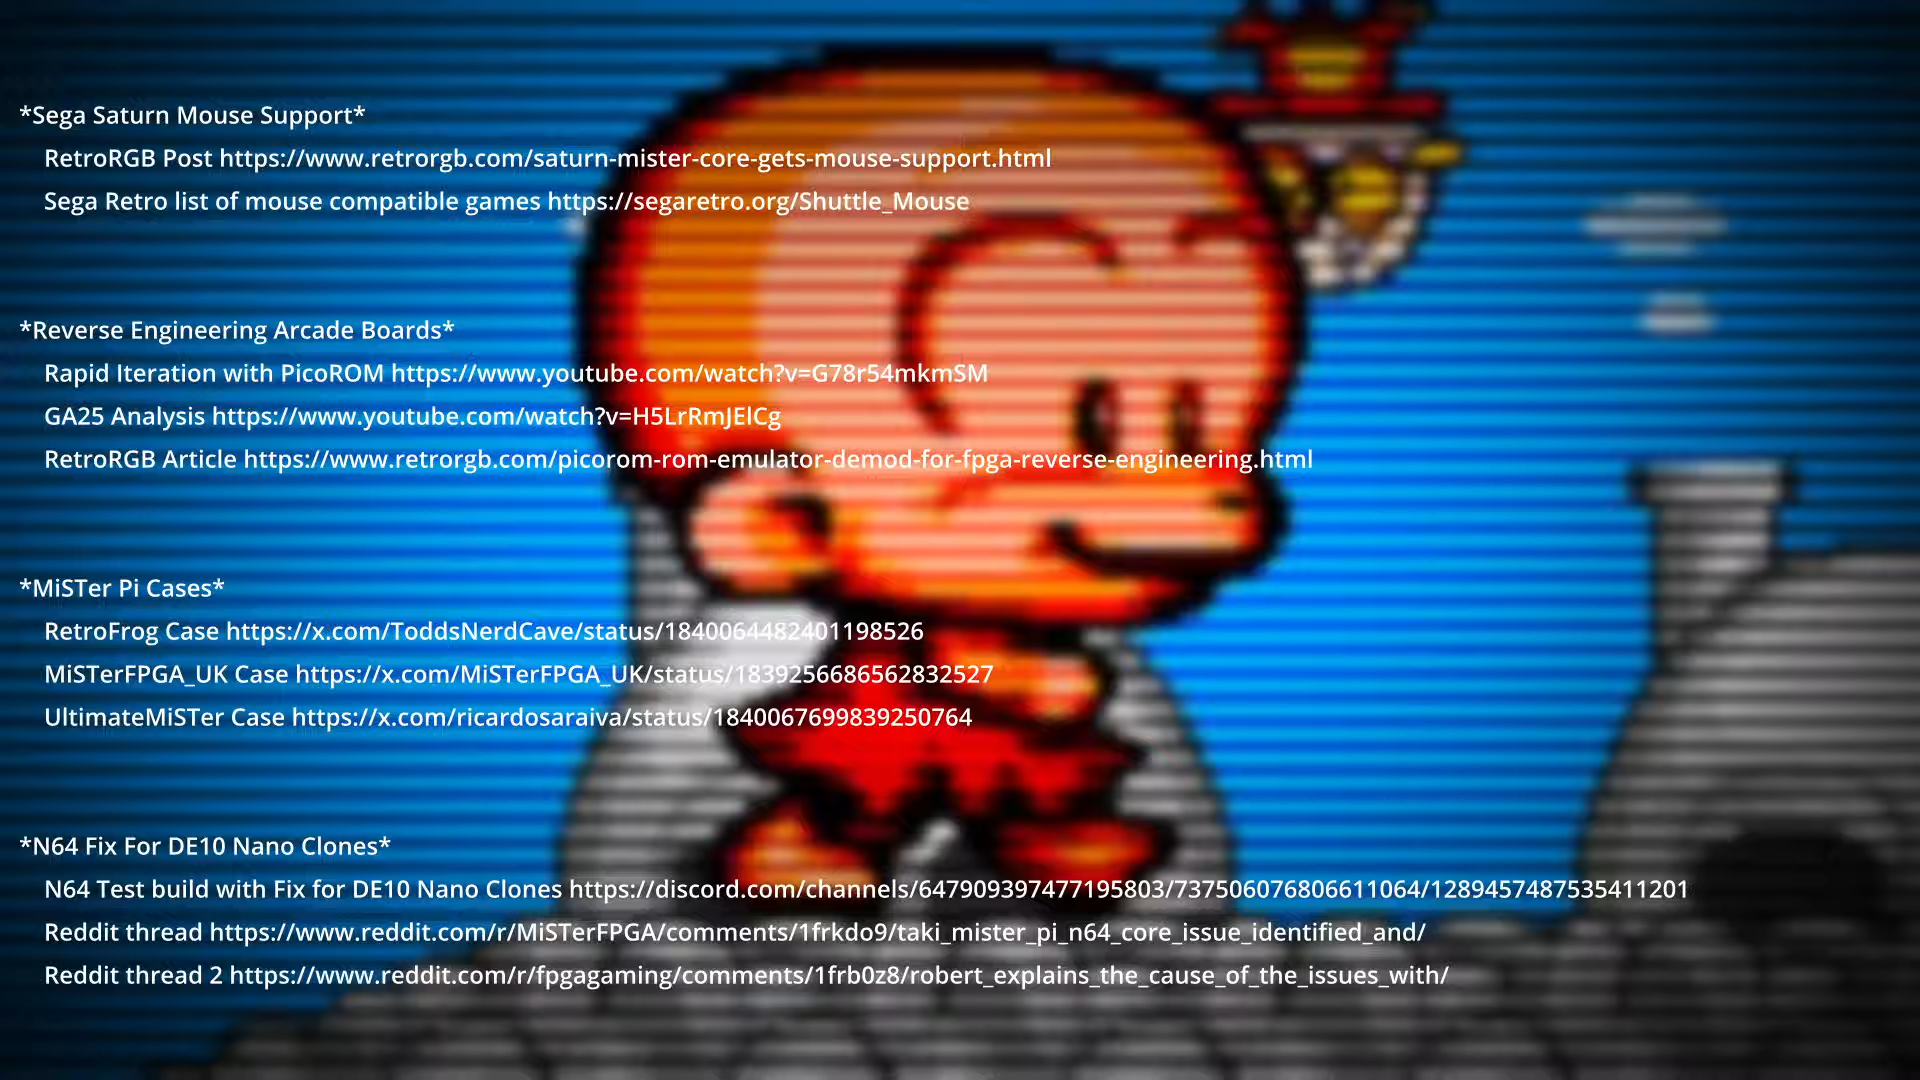 *Sega Saturn Mouse Support*
RetroRGB Post https://www.retrorgb.com/saturn-mister-core-gets-mouse-support.html
Sega Retro list of mouse compatible games https://segaretro.org/Shuttle_Mouse
*Reverse Engineering Arcade Boards*
Rapid Iteration with PicoROM https://www.youtube.com/watch?v=G78r54mkmSM
GA25 Analysis https://www.youtube.com/watch?v=H5LrRmJElCg
RetroRGB Article https://www.retrorgb.com/picorom-rom-emulator-demod-for-fpga-reverse-engineering.html
*MiSTer Pi Cases*
RetroFrog Case https://x.com/ToddsNerdCave/status/1840064482401198526
MiSTerFPGA_UK Case https://x.com/MiSTerFPGA_UK/status/1839256686562832527
UltimateMiSTer Case https://x.com/ricardosaraiva/status/1840067699839250764
*N64 Fix For DE10 Nano Clones*
N64 Test build with Fix for DE10 Nano Clones https://discord.com/channels/647909397477195803/737506076806611064/1289457487535411201
Reddit thread https://www.reddit.com/r/MiSTerFPGA/comments/1frkdo9/taki_mister_pi_n64_core_issue_identified_and/
Reddit thread 2 https://www.reddit.com/r/fpgagaming/comments/1frb0z8/robert_explains_the_cause_of_the_issues_with/